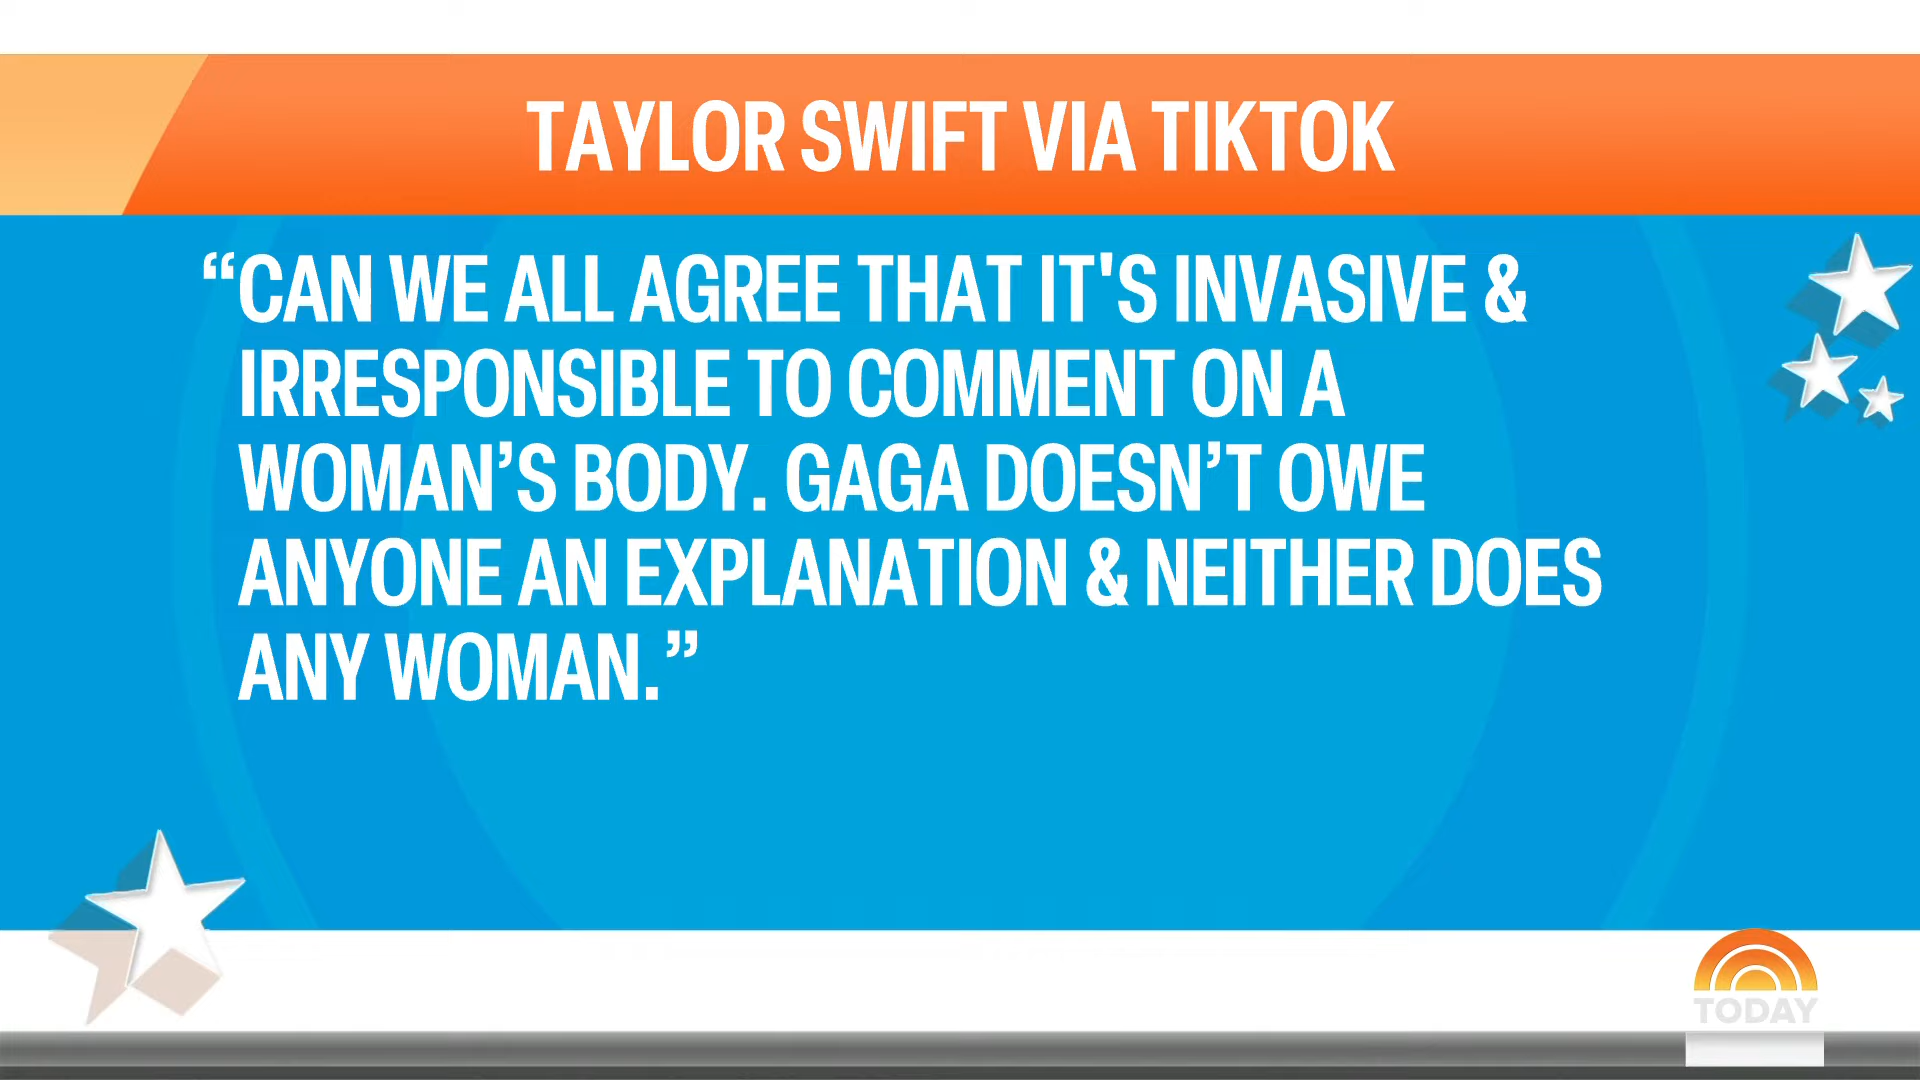 TAYLOR SWIFT VIA TIKTOK
“CAN WE ALL AGREE THAT IT'S INVASIVE &
IRRESPONSIBLE TO COMMENT ON A
WOMAN’S BODY. GAGA DOESN’T OWE
ANYONE AN EXPLANATION & NEITHER DOES
ANY WOMAN.”
TODAY